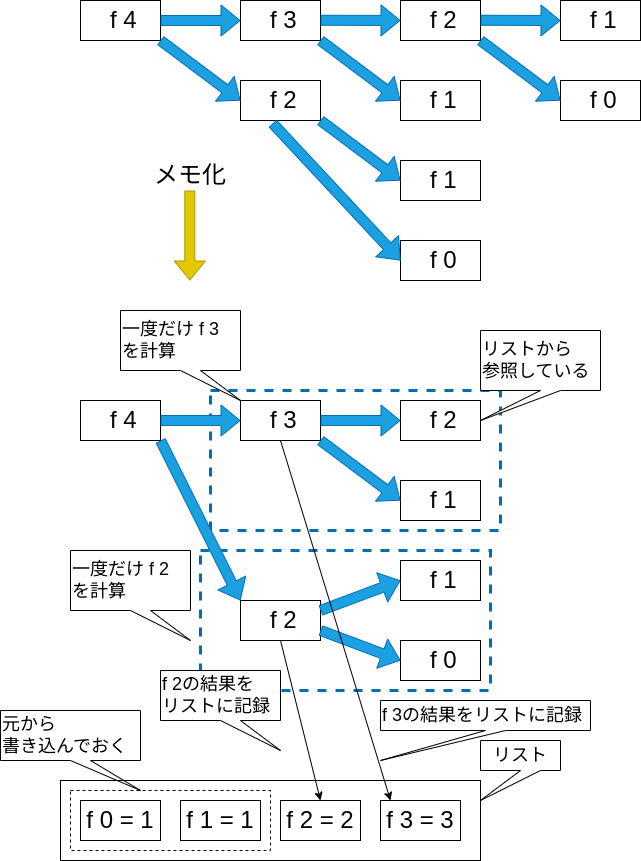 f 4
f 3
f 2
f 1
f 2
f 1
f 0
f 1
f 0
メモ化
一度だけ f 3
を計算
リストから
参照している
f 4
f 3
f 2
f 1
一度だけ f 2
を計算
f 1
f 2
f 0
f 2の結果を
リストに記録
f 3の結果をリストに記録
元から
書き込んでおく
リスト
f 0 = 1
f 1 = 1
f 2 = 2
f 3 = 3